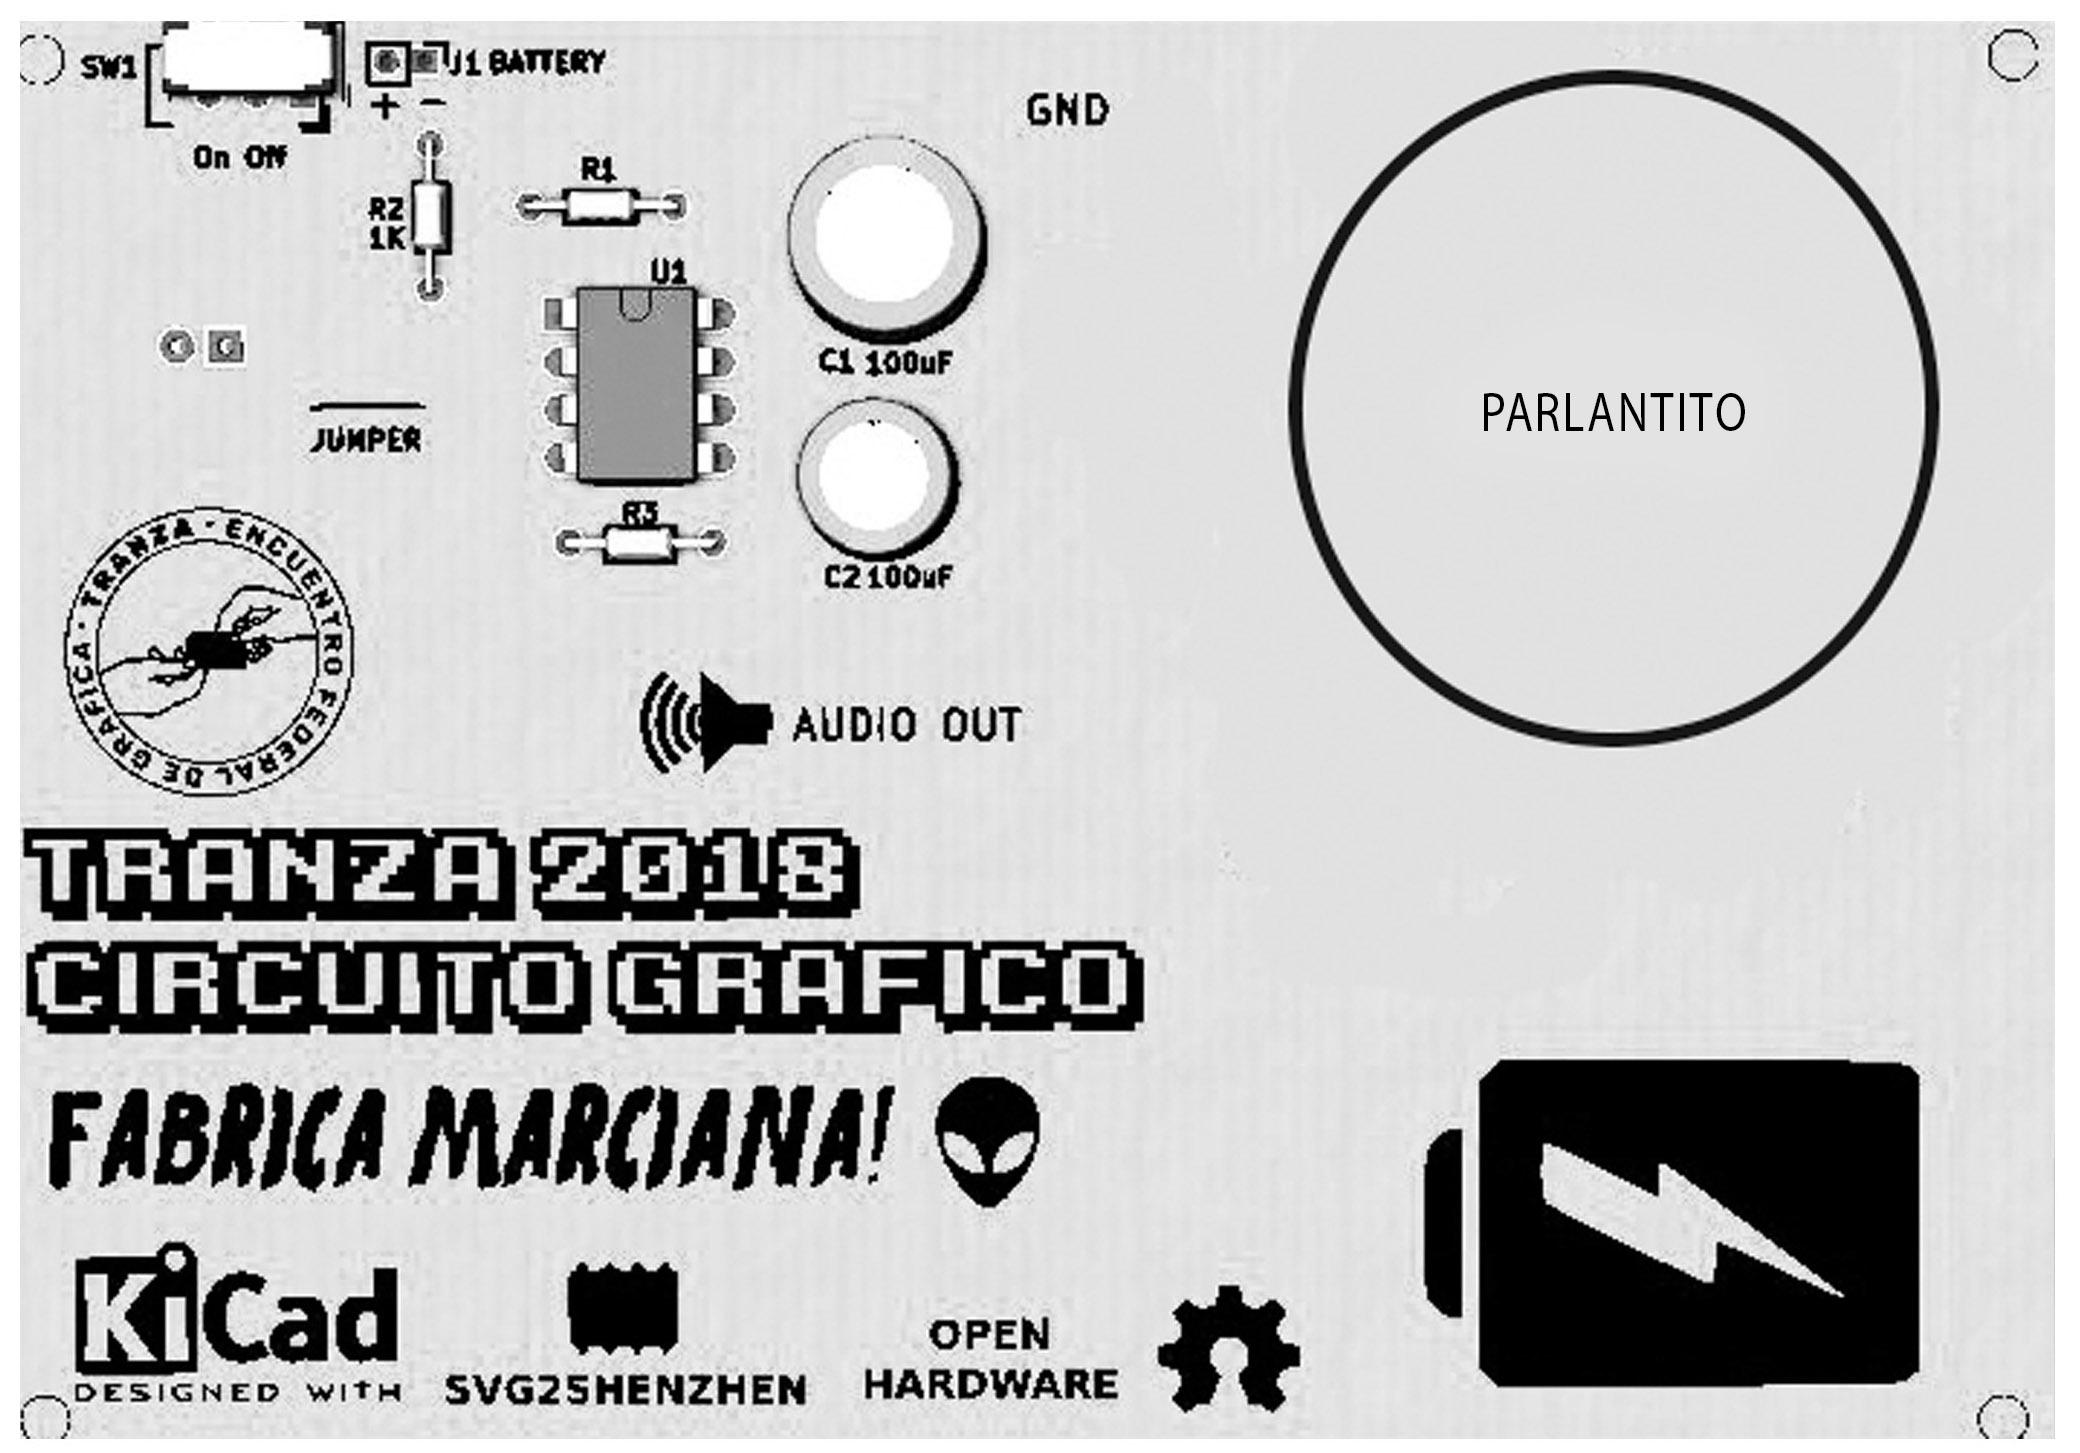 SW1
J1 BATTERY
+ -
On Off
GND
R1
R2
1K
U1
C1 100uF
JUMPER
PARLANTITO
R3
C2 100uF
TRANZA · ENCUENTRO FEDERAL DE GRAFICA ·
AUDIO OUT
TRANZA 2018
CIRCUITO GRAFICO
FABRICA MARCIANA!
KiCad
DESIGNED WITH
SVG2SHENZHEN
OPEN
HARDWARE